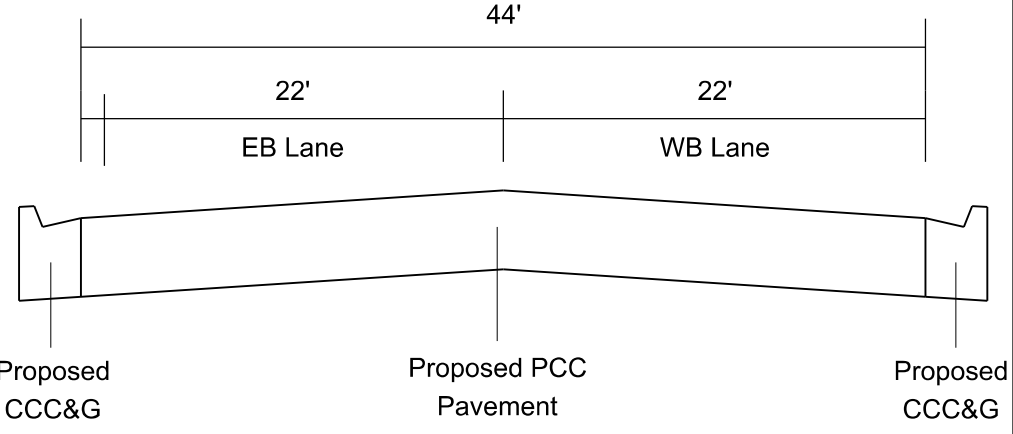 44'
22'
22'
EB Lane
WB Lane
Proposed
CCC&G
Proposed PCC
Pavement
Proposed
CCC&G